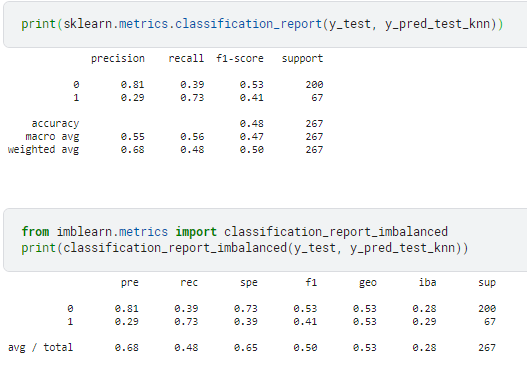 print(sklearn.metrics.classification_report(y_test, y_pred_test_knn))
precision recall f1-score support
0 0.81 0.39 0.53 200
1 0.29 0.73 0.41 67
accuracy 0.48 267
macro avg 0.55 0.56 0.47 267
weighted avg 0.68 0.48 0.50 267
from imblearn.metrics import classification_report_imbalanced
print(classification_report_imbalanced(y_test, y_pred_test_knn))
pre rec spe f1 geo iba sup
0 0.81 0.39 0.73 0.53 0.53 0.28 200
1 0.29 0.73 0.39 0.41 0.53 0.29 67
avg / total 0.68 0.48 0.65 0.50 0.53 0.28 267